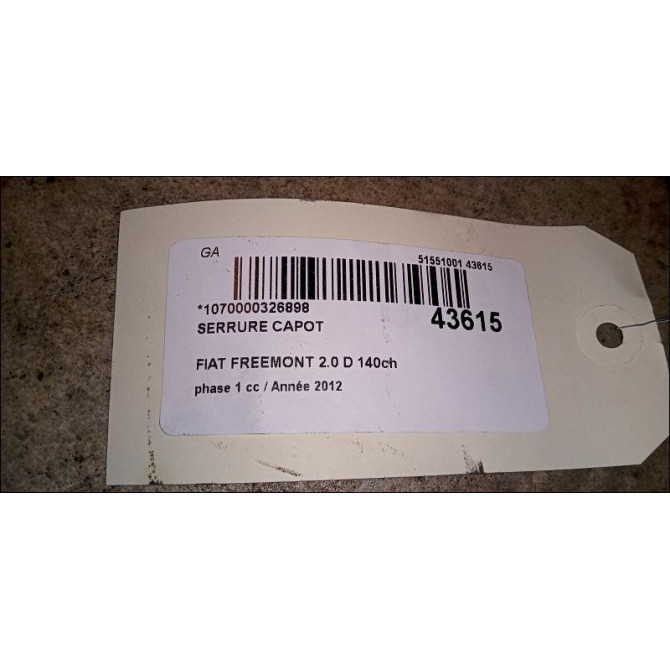 GA
51551001 43615
*1070000326898
43615
SERRURE CAPOT
FIAT FREEMONT 2.0 D 140ch
phase 1 cc / Année 2012